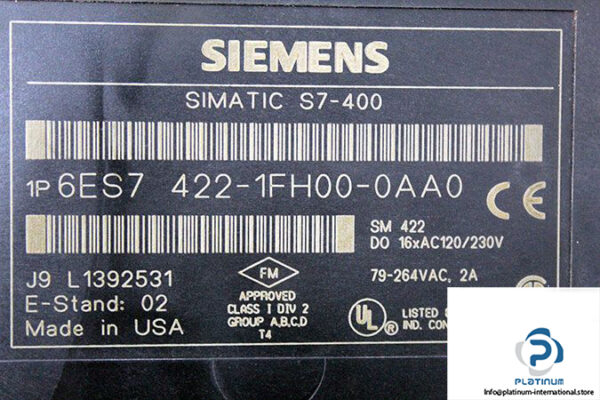 SIEMENS
SIMATIC S7-400
1P 6ES7 422-1FH00-0AA0
CE
SM 422
DO 16xAC120/230V
J9 L1392531
E-Stand: 02
Made in USA
FM
APPROVED
CLASS I DIV 2
GROUP A,B,C,D
T4
79-264VAC, 2A
UL
LISTED
IND. CON
PLATINUM
Info@platinum-international.store